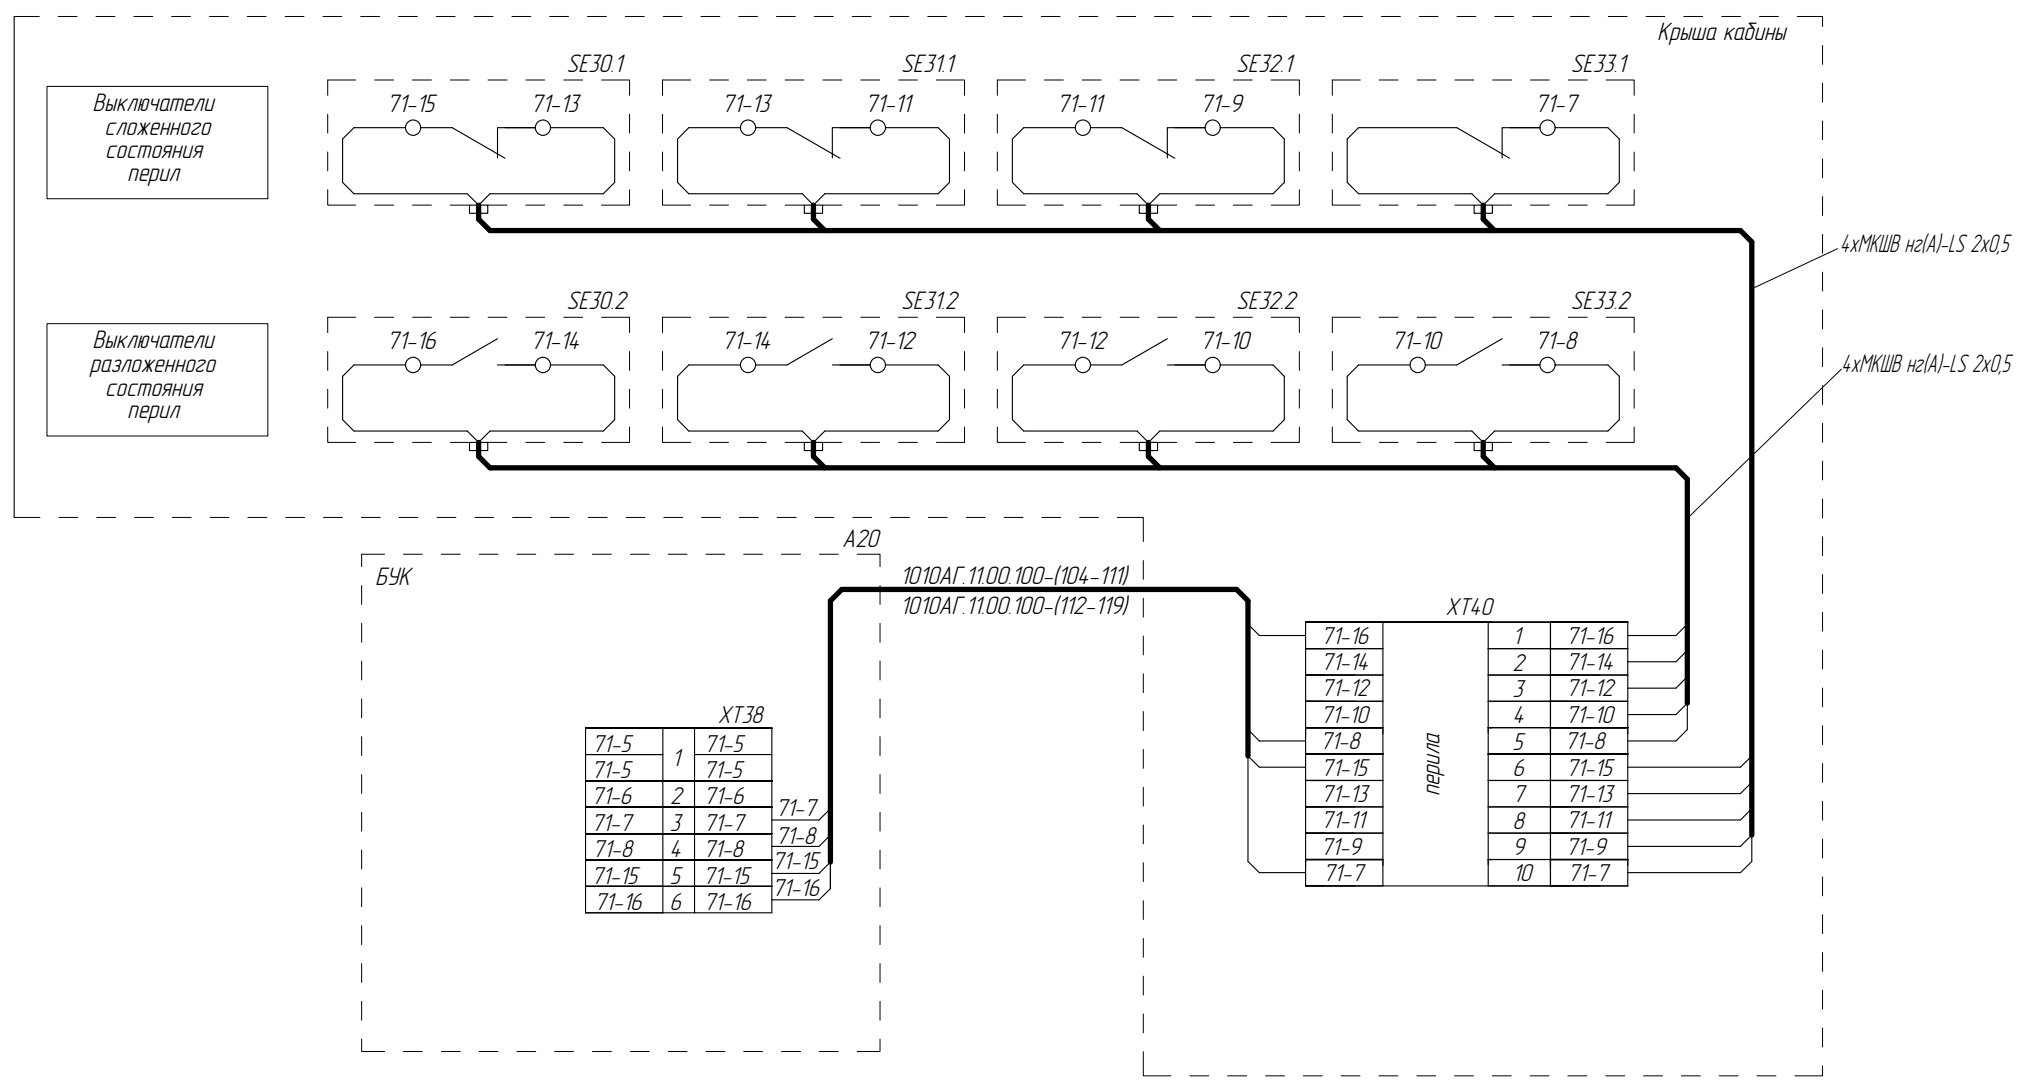 Крыша кабины
Выключатели
сложенного
состояния
перил
SE30.1
71-15
71-13
SE31.1
71-13
71-11
SE32.1
71-11
71-9
SE33.1
71-7
4хМКШВ нг(А)-LS 2х0,5
Выключатели
разложенного
состояния
перил
SE30.2
71-16
71-14
SE31.2
71-14
71-12
SE32.2
71-12
71-10
SE33.2
71-10
71-8
4хМКШВ нг(А)-LS 2х0,5
А20
БУК
1010АГ.11.00.100-(104-111)
1010АГ.11.00.100-(112-119)
ХТ38
71-5 1 71-5
71-5 71-5
71-6 2 71-6
71-7 3 71-7 71-7
71-8 4 71-8 71-8
71-15 5 71-15 71-15
71-16 6 71-16 71-16
ХТ40
перила
71-16 1 71-16
71-14 2 71-14
71-12 3 71-12
71-10 4 71-10
71-8 5 71-8
71-15 6 71-15
71-13 7 71-13
71-11 8 71-11
71-9 9 71-9
71-7 10 71-7